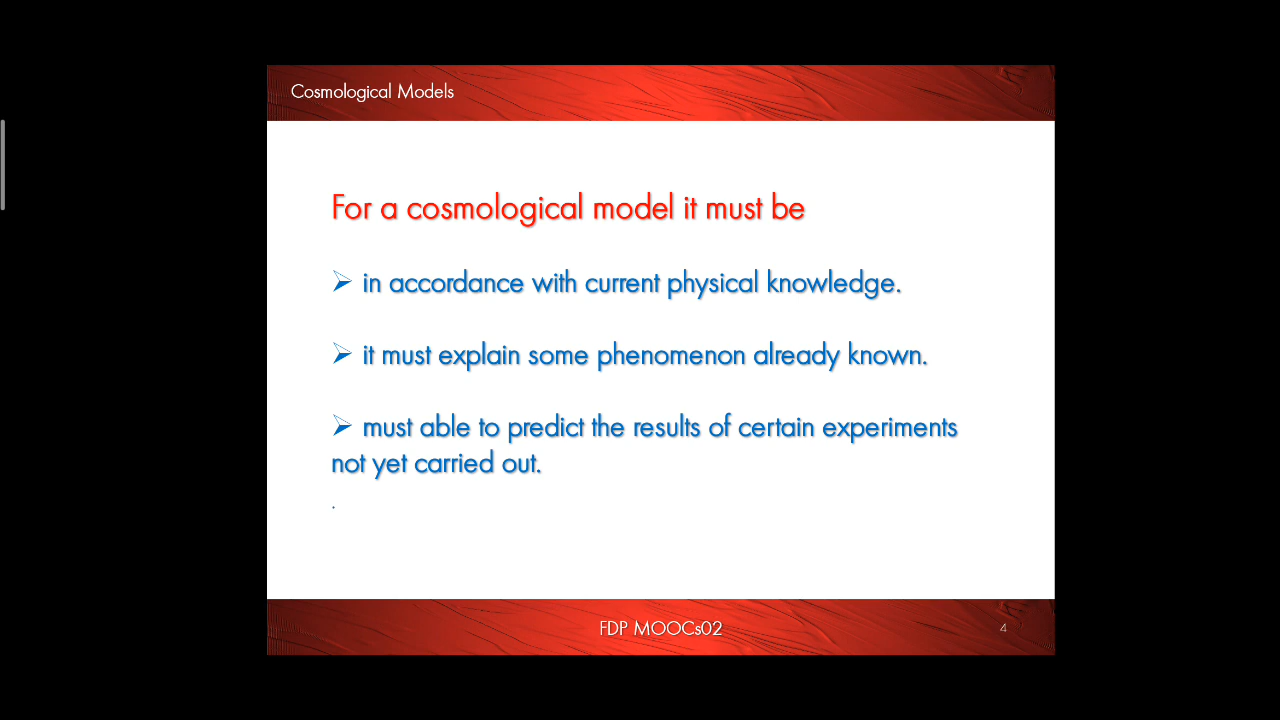 Cosmological Models
For a cosmological model it must be
➢ in accordance with current physical knowledge.
➢ it must explain some phenomenon already known.
➢ must able to predict the results of certain experiments
not yet carried out.
.
FDP MOOCs02
4